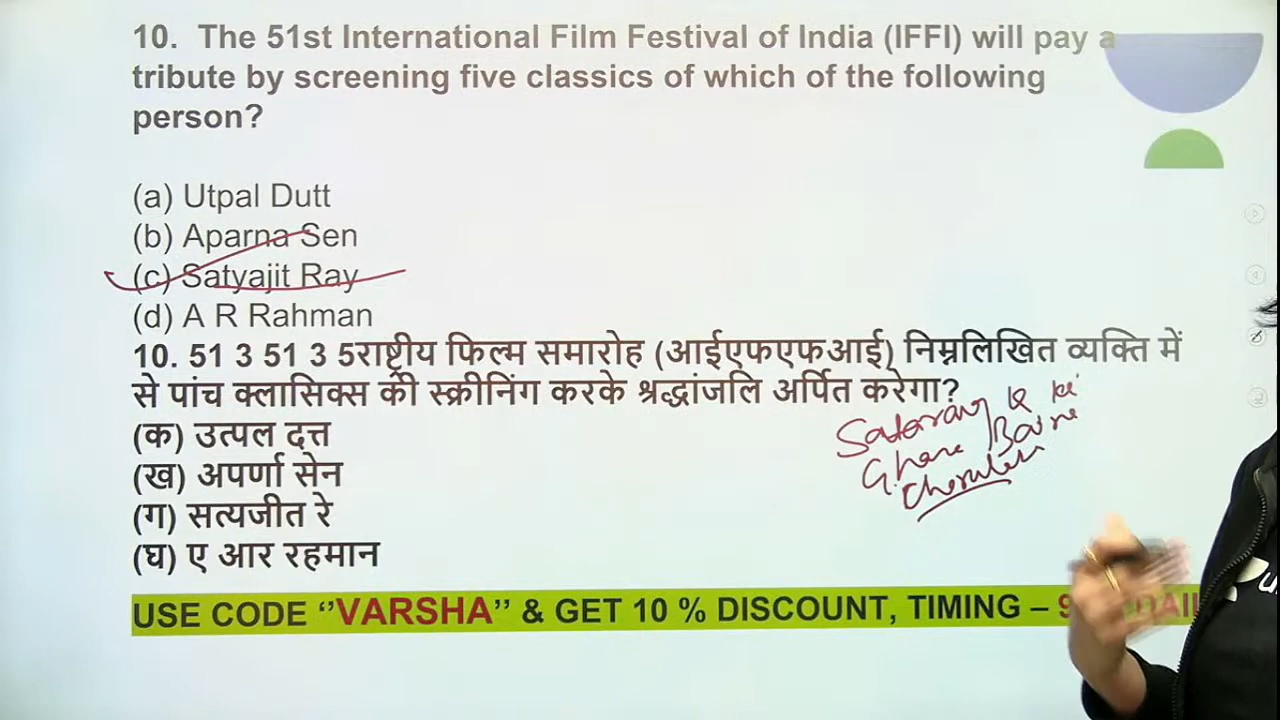 10. The 51st International Film Festival of India (IFFI) will pay a
tribute by screening five classics of which of the following
person?
(a) Utpal Dutt
(b) Aparna Sen
(c) Satyajit Ray
(d) A R Rahman
10. 51 3 51 3 5राष्ट्रीय फिल्म समारोह (आईएफएफआई) निम्नलिखित व्यक्ति में
से पांच क्लासिक्स की स्क्रीनिंग करके श्रद्धांजलि अर्पित करेगा?
(क) उत्पल दत्त
(ख) अपर्णा सेन
(ग) सत्यजीत रे
(घ) ए आर रहमान
Ghare Baire
USE CODE ‘’VARSHA’’ & GET 10 % DISCOUNT, TIMING – 9